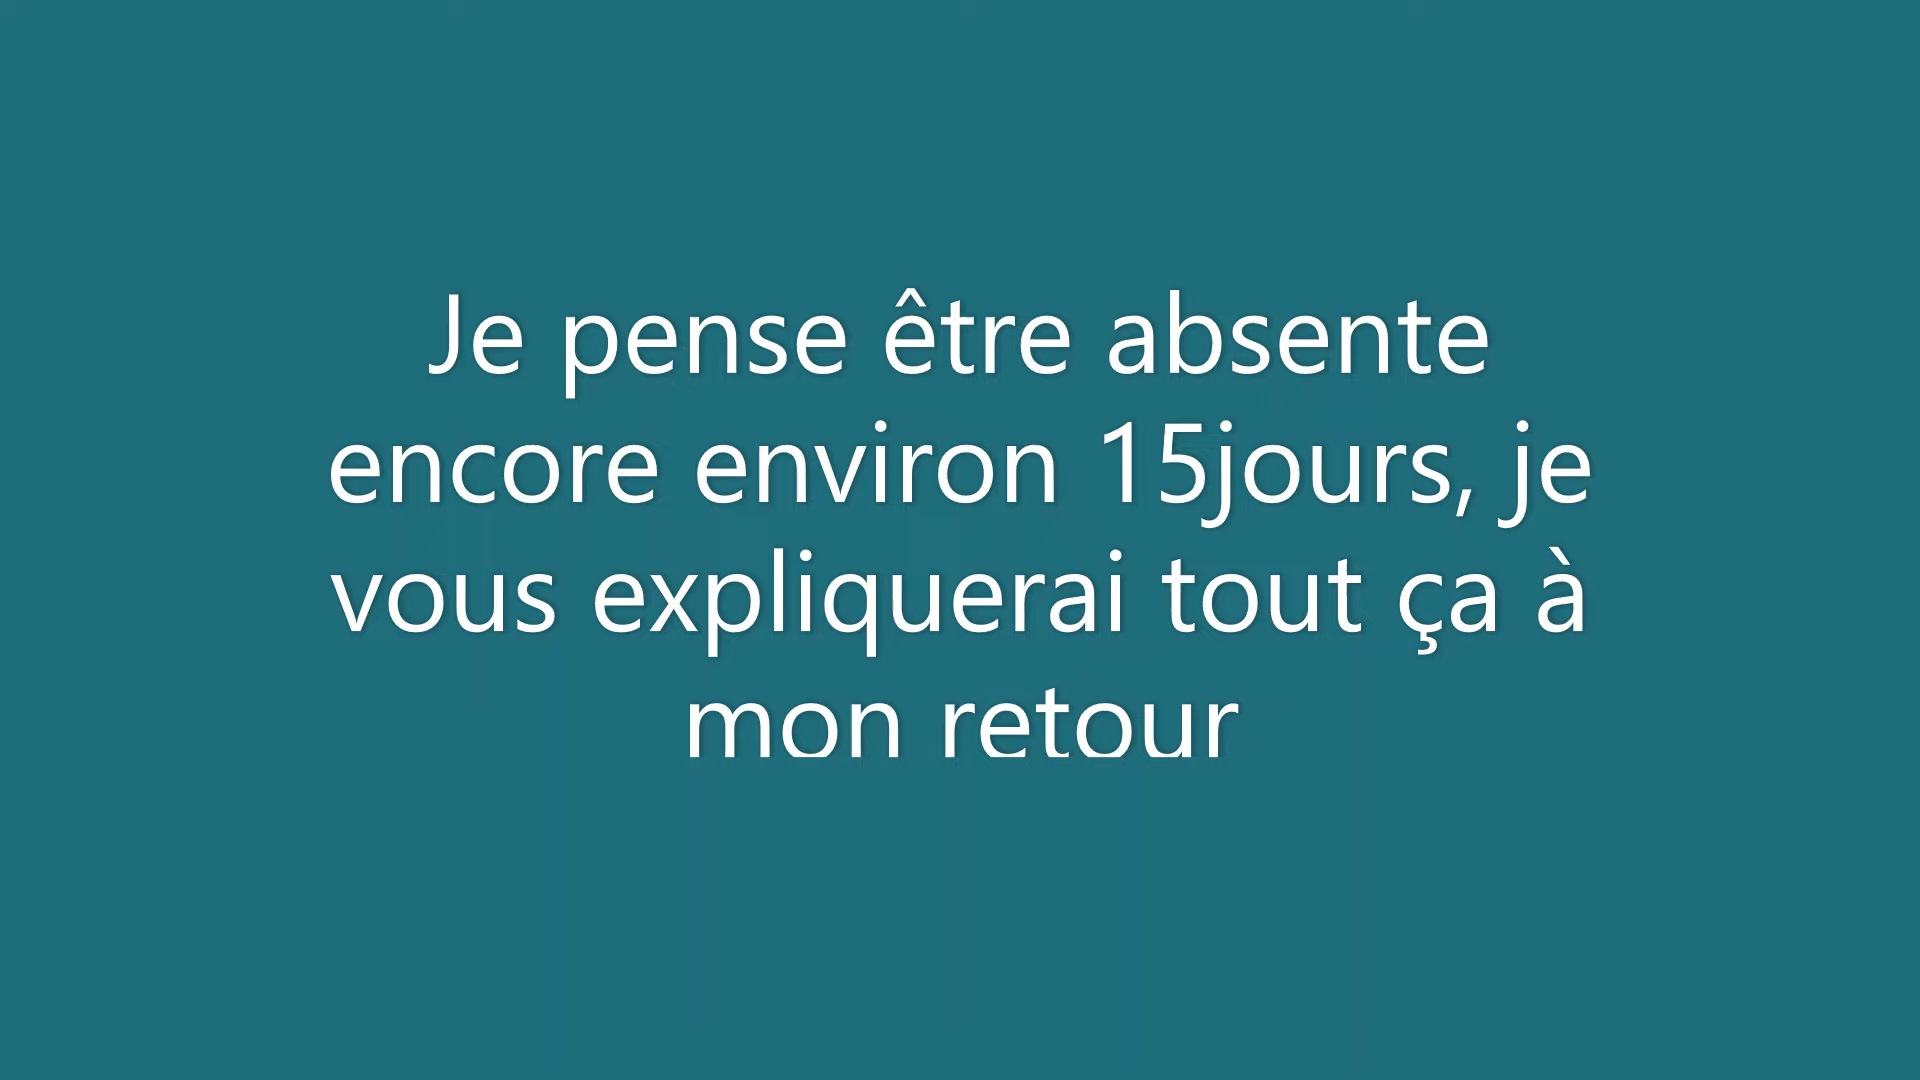 Je pense être absente
encore environ 15jours, je
vous expliquerai tout ça à
mon retour